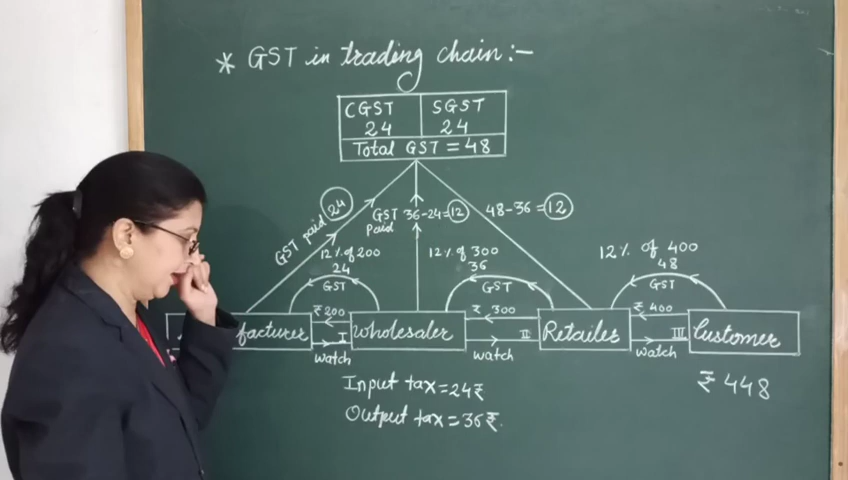 * GST in trading chain:-
CGST SGST
24 24
Total GST = 48
GST paid 24
GST Paid 36-24=12
48-36=12
12% of 200
24
GST
12% of 300
36
GST
12% of 400
48
GST
facturer
₹200
I
watch
Wholesaler
₹ 300
II
watch
Retailer
₹ 400
III
watch
Customer
Input tax=24₹
Output tax=36₹.
₹ 448